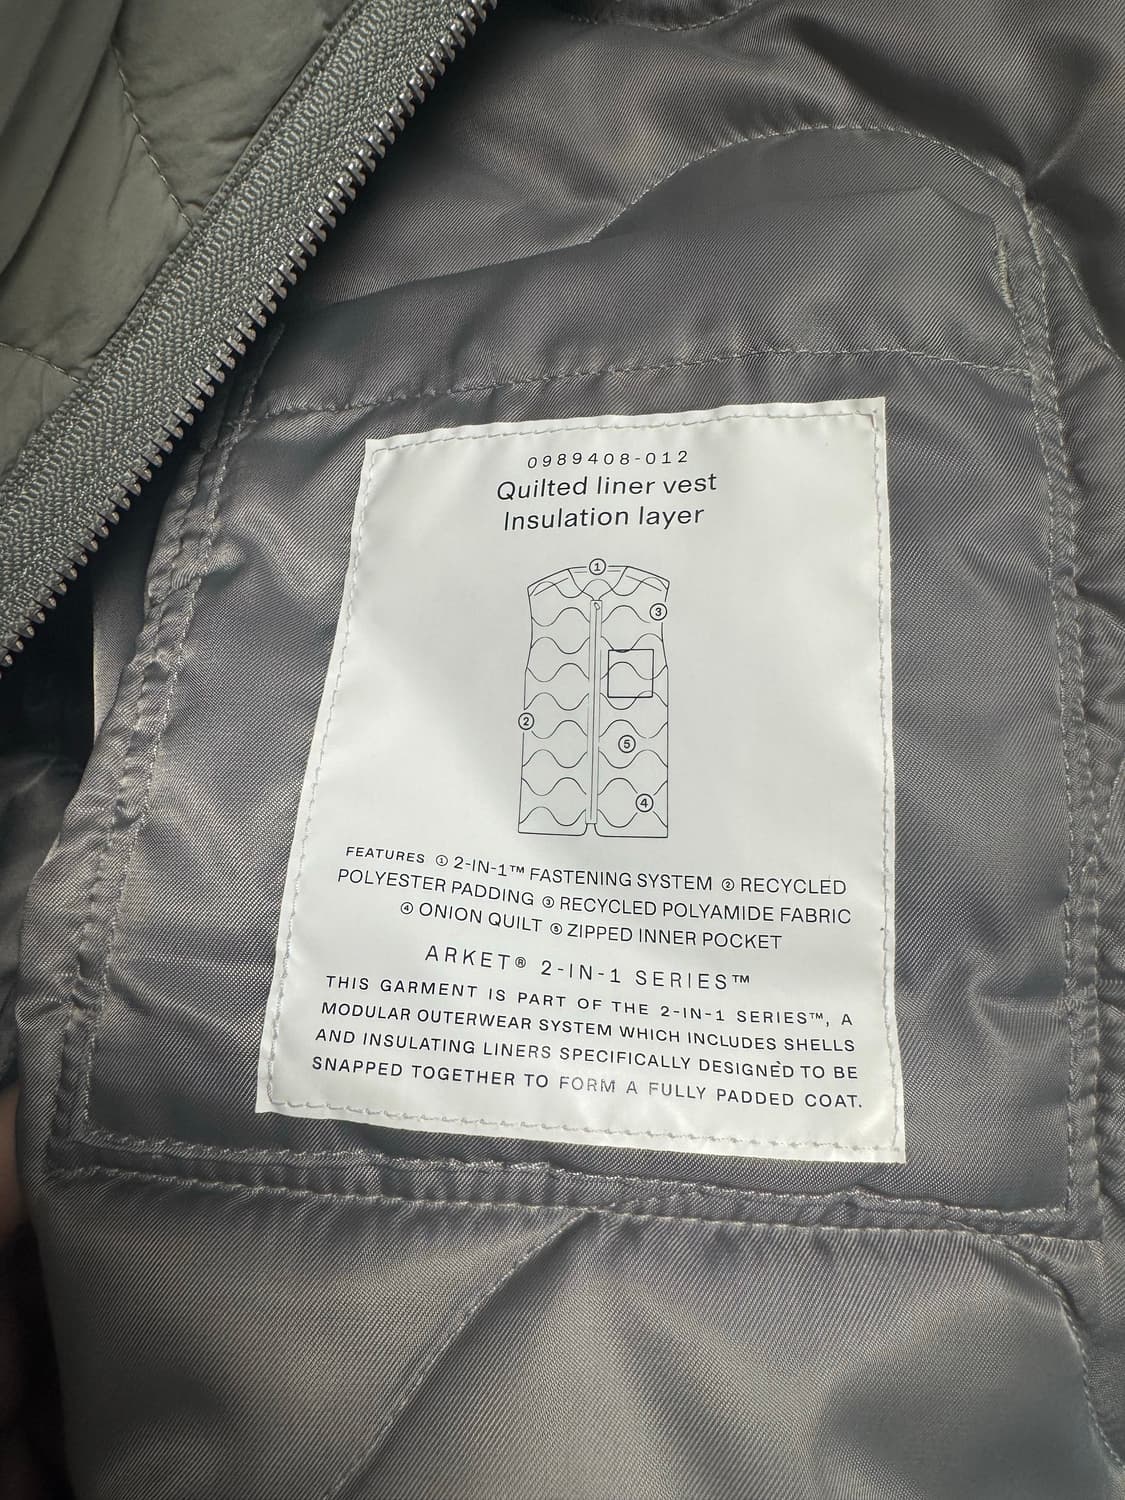 0989408-012
Quilted liner vest
Insulation layer
①
③
②
⑤
④
FEATURES ① 2-IN-1™ FASTENING SYSTEM ② RECYCLED
POLYESTER PADDING ③ RECYCLED POLYAMIDE FABRIC
④ ONION QUILT ⑤ ZIPPED INNER POCKET
ARKET® 2-IN-1 SERIES™
THIS GARMENT IS PART OF THE 2-IN-1 SERIES™, A
MODULAR OUTERWEAR SYSTEM WHICH INCLUDES SHELLS
AND INSULATING LINERS SPECIFICALLY DESIGNED TO BE
SNAPPED TOGETHER TO FORM A FULLY PADDED COAT.